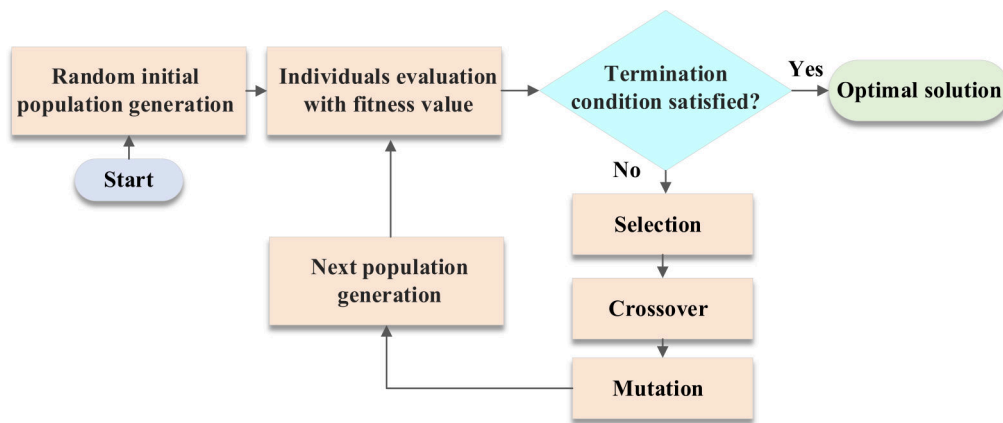 Random initial
population generation
Individuals evaluation
with fitness value
Termination
condition satisfied?
Yes
Optimal solution
Start
No
Selection
Next population
generation
Crossover
Mutation